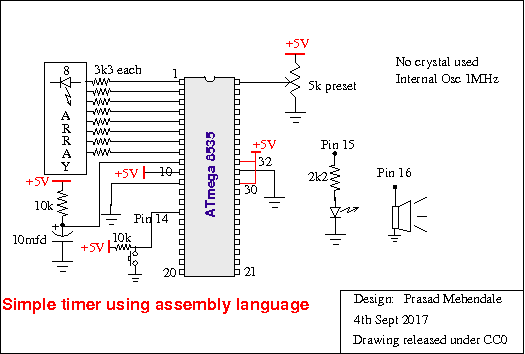 +5V
8
3k3 each
1
No crystal used
Internal Osc 1MHz
5k preset
A
R
R
A
Y
ATmega 8535
+5V
Pin 15
32
+5V
+5V
10
Pin 16
2k2
30
10k
Pin 14
+
10mfd
10k
+5V
20
21
Simple timer using assembly language
Design: Prasad Mehendale
4th Sept 2017
Drawing released under CC0